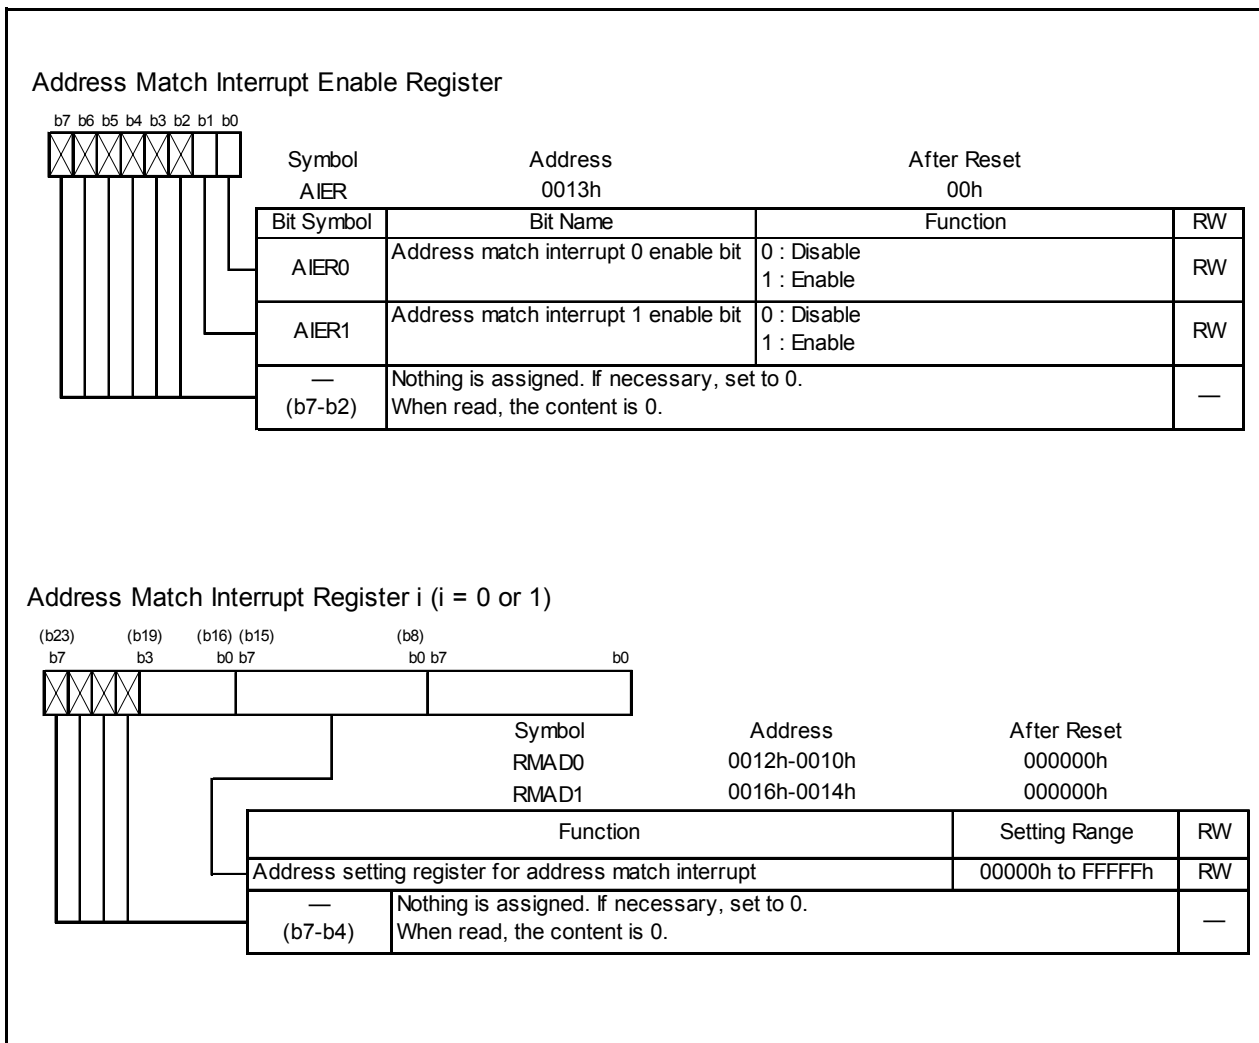 Address Match Interrupt Enable Register
b7 b6 b5 b4 b3 b2 b1 b0
Symbol Address After Reset
AIER 0013h 00h
Bit Symbol Bit Name Function RW
AIER0 Address match interrupt 0 enable bit 0 : Disable RW
1 : Enable
AIER1 Address match interrupt 1 enable bit 0 : Disable RW
1 : Enable
— Nothing is assigned. If necessary, set to 0. —
(b7-b2) When read, the content is 0.
Address Match Interrupt Register i (i = 0 or 1)
(b23) (b19) (b16) (b15) (b8)
b7 b3 b0 b7 b0 b7 b0
Symbol Address After Reset
RMAD0 0012h-0010h 000000h
RMAD1 0016h-0014h 000000h
Function Setting Range RW
Address setting register for address match interrupt 00000h to FFFFFh RW
— Nothing is assigned. If necessary, set to 0. —
(b7-b4) When read, the content is 0.